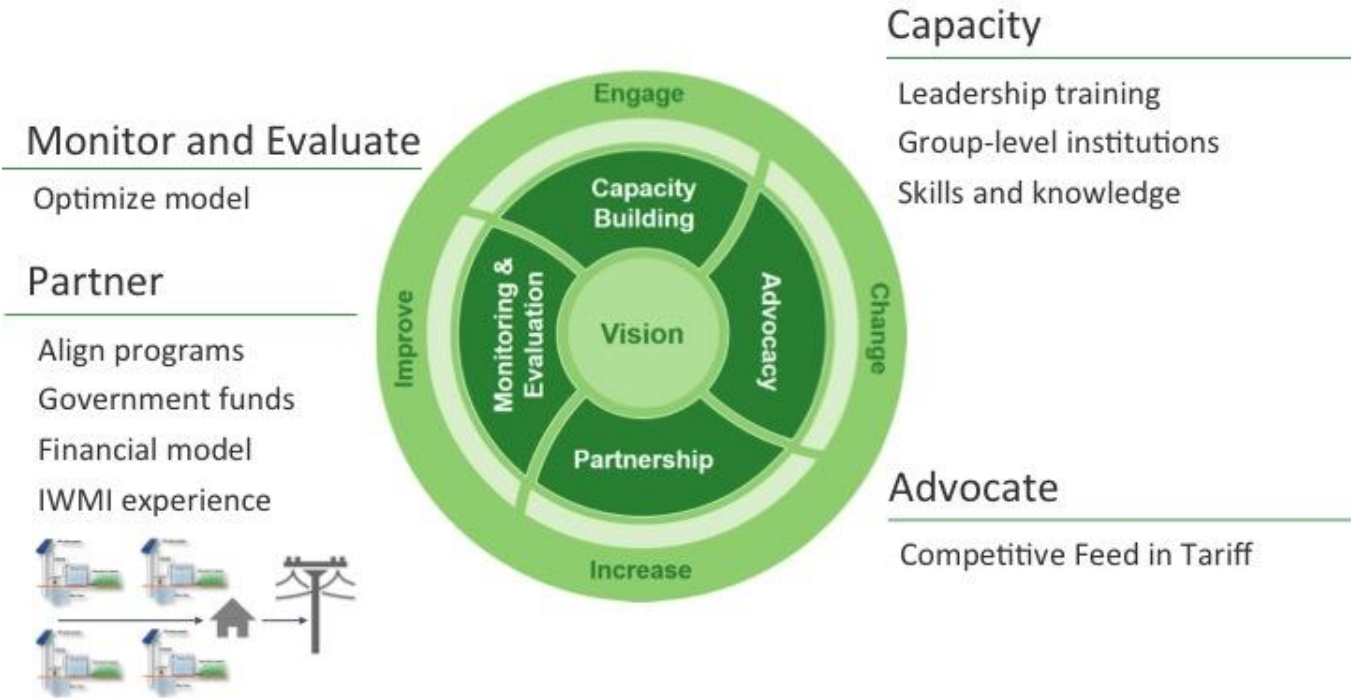 Capacity
Leadership training
Group-level institutions
Skills and knowledge
Monitor and Evaluate
Optimize model
Partner
Align programs
Government funds
Financial model
IWMI experience
Engage
Capacity
Building
Monitoring &
Evaluation
Vision
Advocacy
Partnership
Improve
Change
Increase
Advocate
Competitive Feed in Tariff